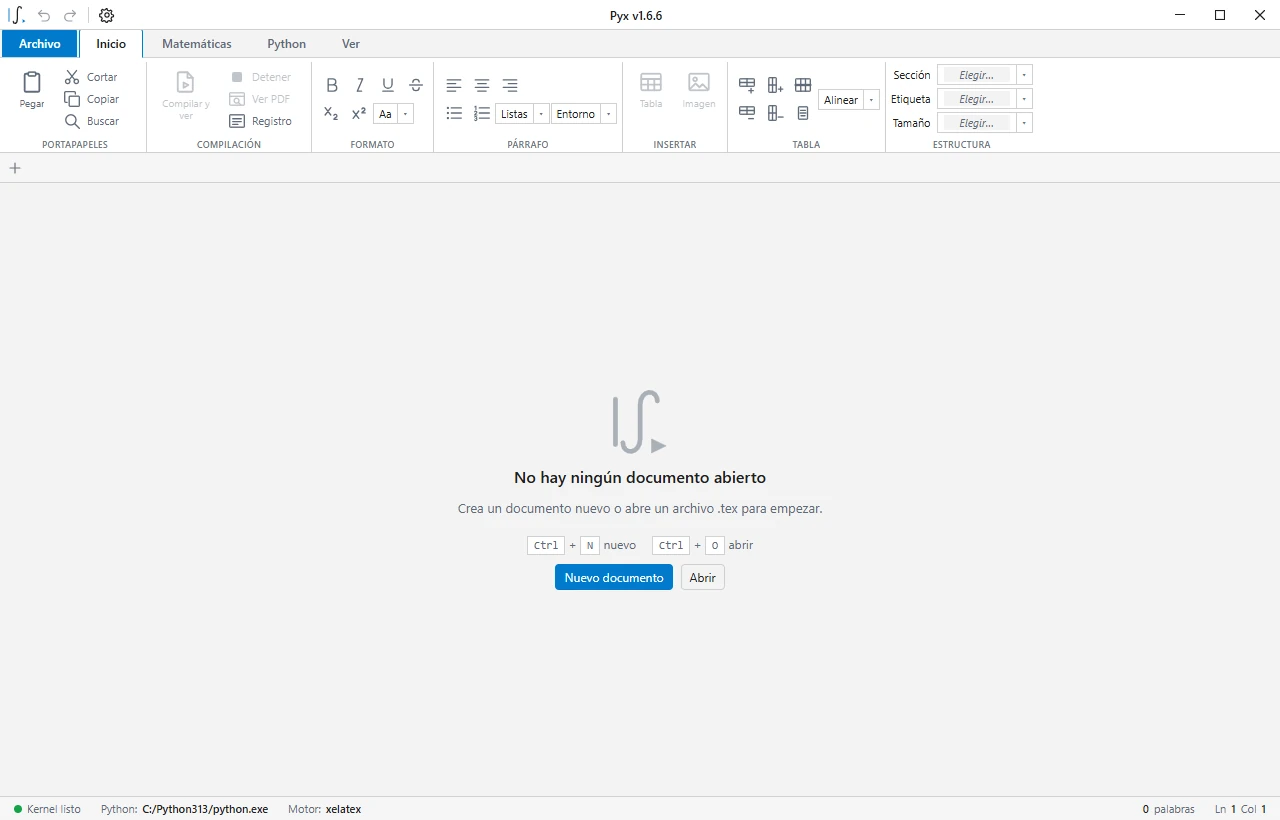 Pyx v1.6.6
Archivo Inicio Matemáticas Python Ver
Pegar
Cortar
Copiar
Buscar
PORTAPAPELES
Compilar y
ver
Detener
Ver PDF
Registro
COMPILACIÓN
B I U S
X₂ X² Aa
FORMATO
Listas Entorno
PÁRRAFO
Tabla Imagen
INSERTAR
Alinear
TABLA
Sección Elegir...
Etiqueta Elegir...
Tamaño Elegir...
ESTRUCTURA
No hay ningún documento abierto
Crea un documento nuevo o abre un archivo .tex para empezar.
Ctrl + N nuevo Ctrl + O abrir
Nuevo documento Abrir
Kernel listo Python: C:/Python313/python.exe Motor: xelatex 0 palabras Ln 1 Col 1